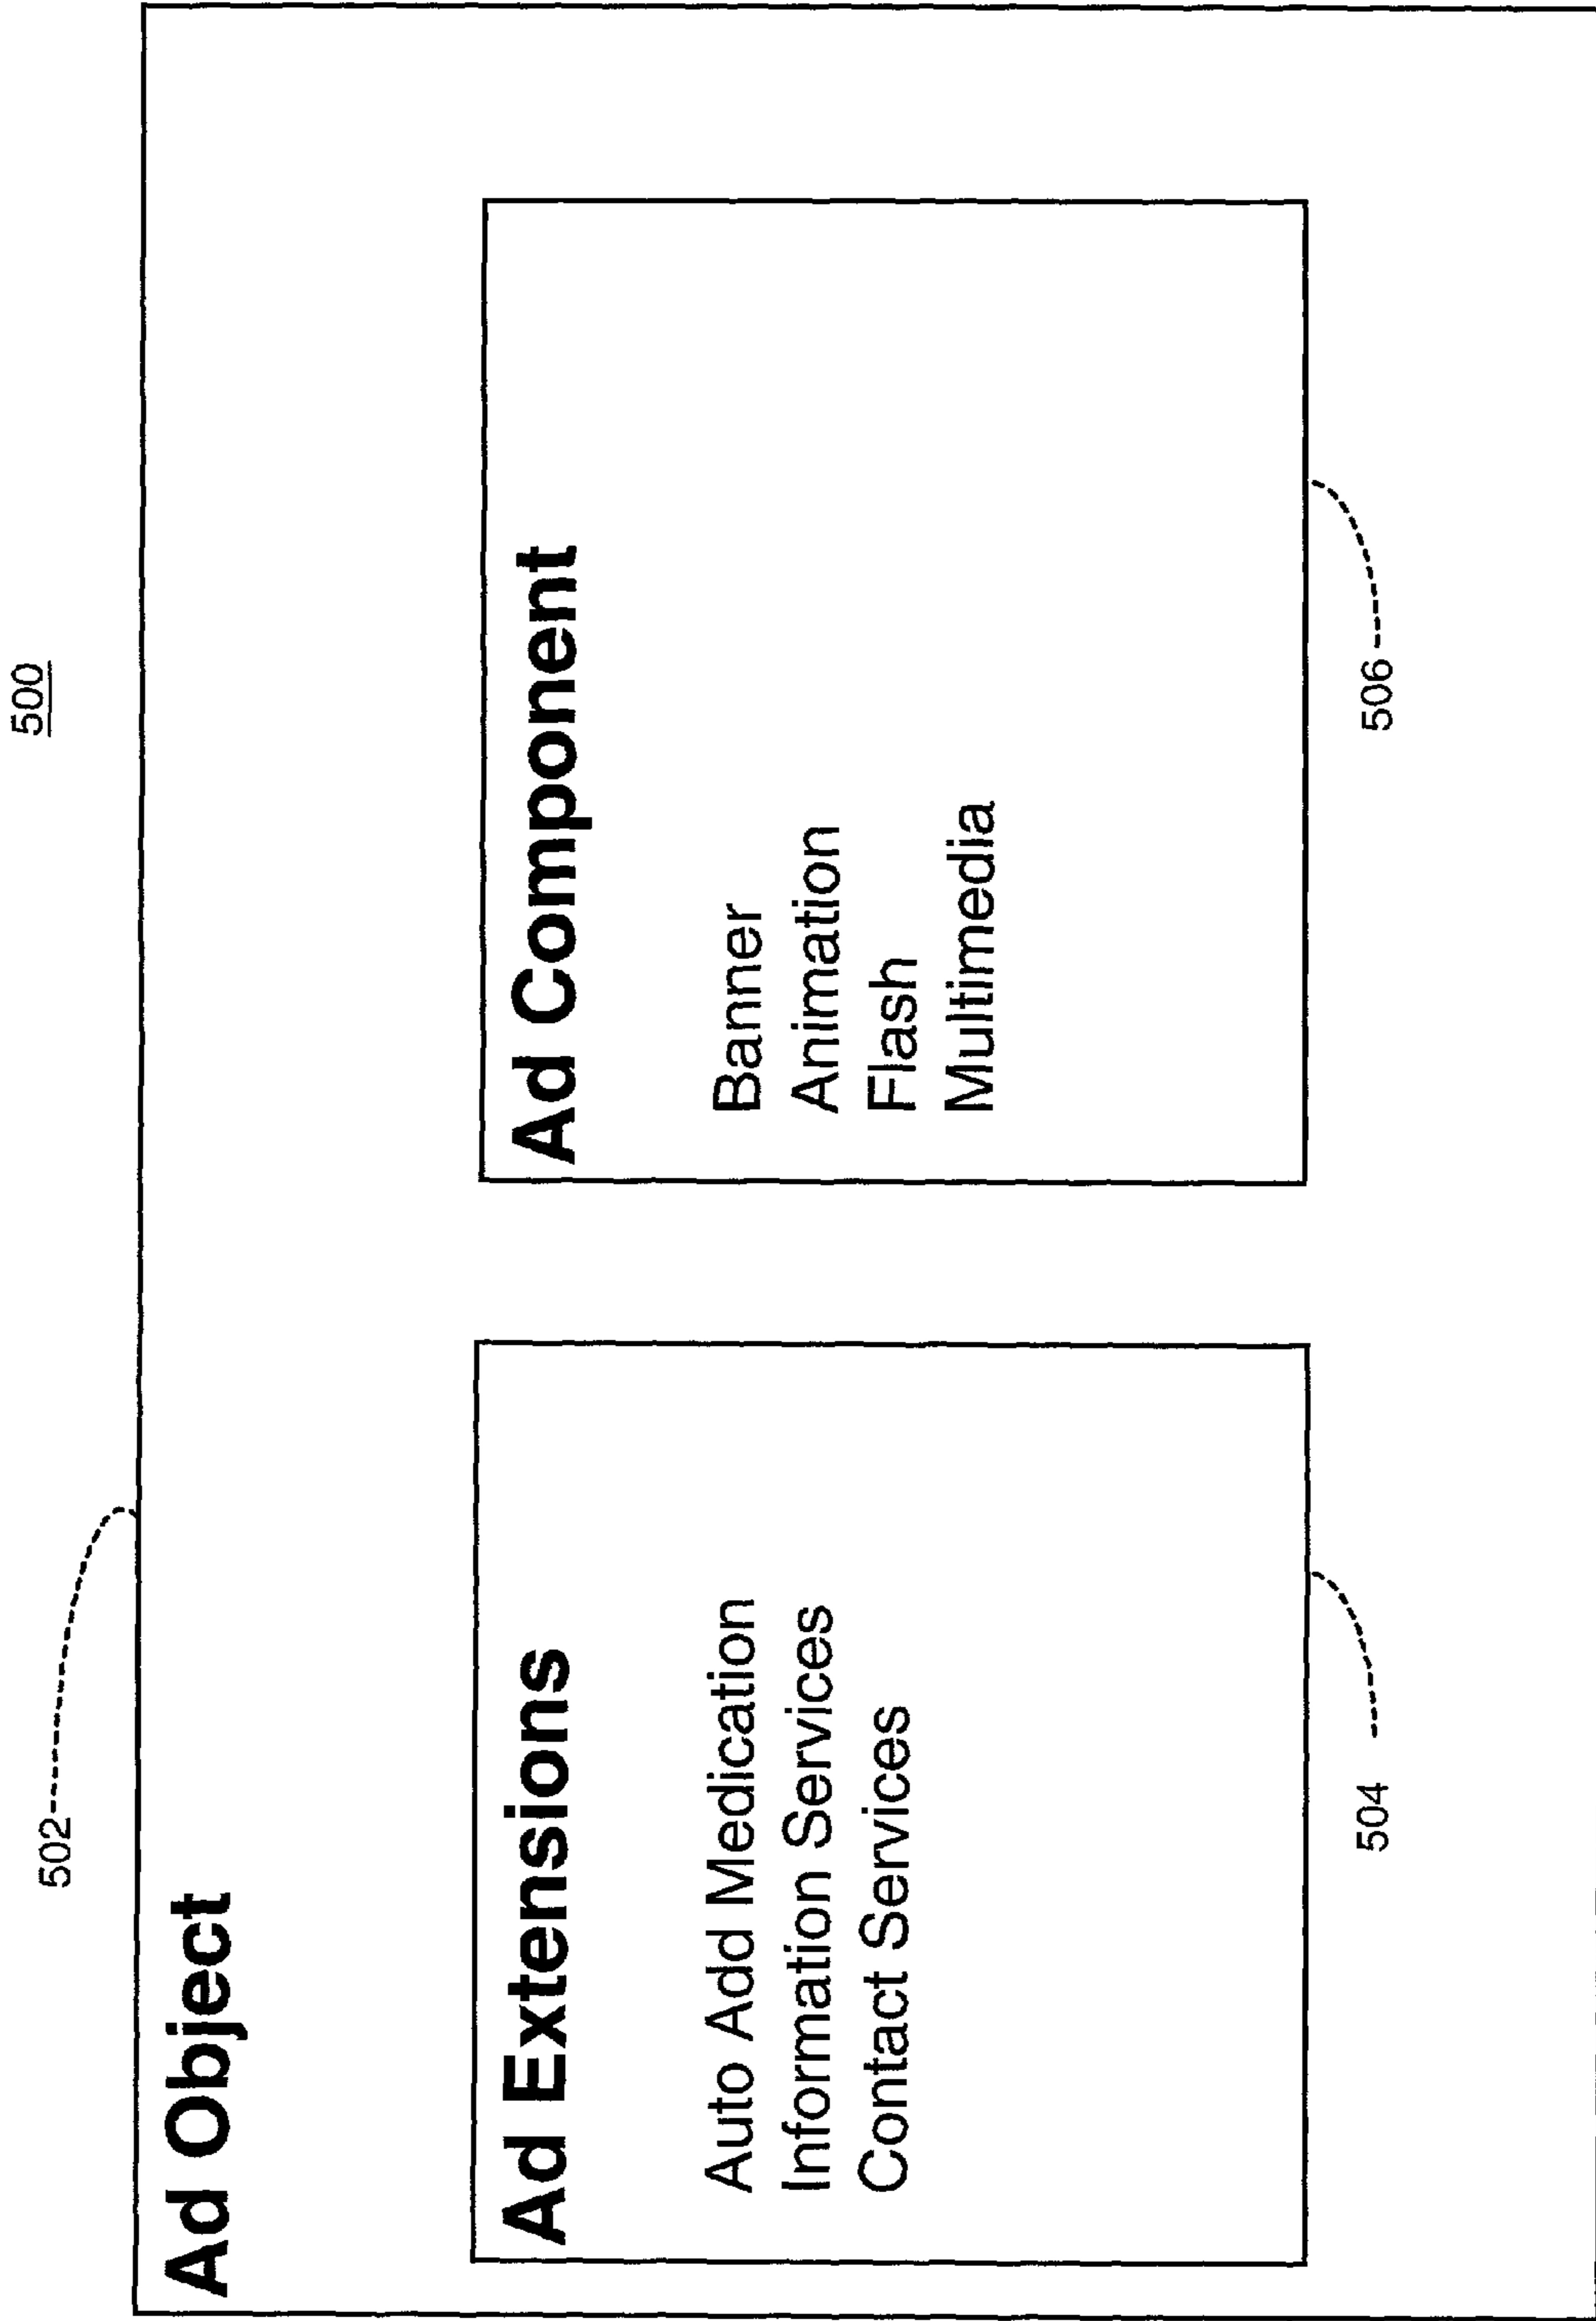 500
502
Ad Object
Ad Extensions
Auto Add Medication
Information Services
Contact Services
504
Ad Component
Banner
Animation
Flash
Multimedia
506